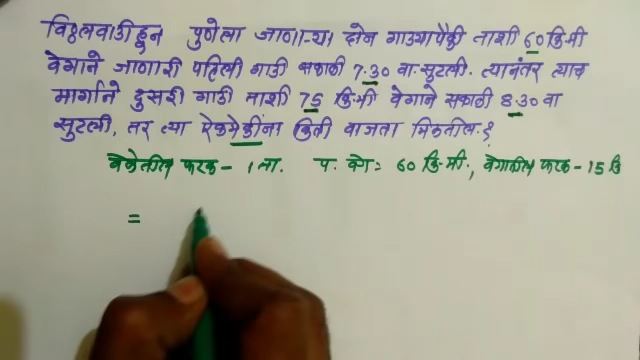 विठ्ठलवाडीहून पुणेला जाणाऱ्या दोन गाड्यापैकी ताशी 60 कि.मी
वेगाने जाणारी पहिली गाडी सकाळी 7.30 वा. सुटली. त्यानंतर त्याच
मार्गाने दुसरी गाडी ताशी 75 कि.मी वेगाने सकाळी 8.30 वा
सुटली, तर त्या एकमेकींना किती वाजता मिळतील.?
वेळेतील फरक - 1 ता. प. वेग = 60 कि.मी., वेगातील फरक - 15 कि
=